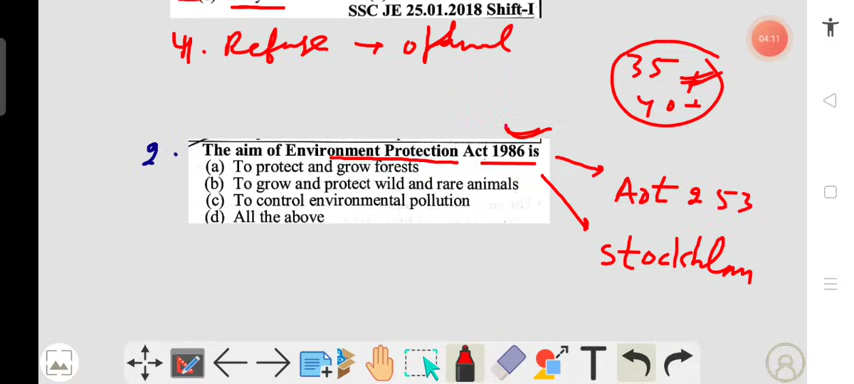 SSC JE 25.01.2018 Shift-I
04:11
4. Refuse →
35
40+
2. The aim of Environment Protection Act 1986 is
(a) To protect and grow forests
(b) To grow and protect wild and rare animals
(c) To control environmental pollution
(d) All the above
Art 253
T